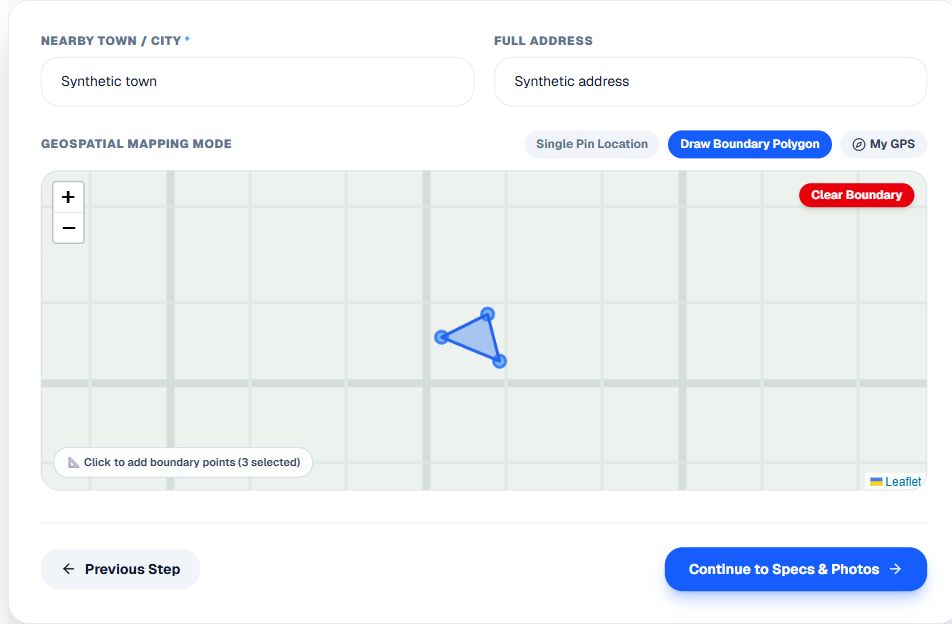 NEARBY TOWN / CITY *
FULL ADDRESS
Synthetic town
Synthetic address
GEOSPATIAL MAPPING MODE
Single Pin Location
Draw Boundary Polygon
My GPS
+
Clear Boundary
−
Click to add boundary points (3 selected)
Leaflet
← Previous Step
Continue to Specs & Photos →